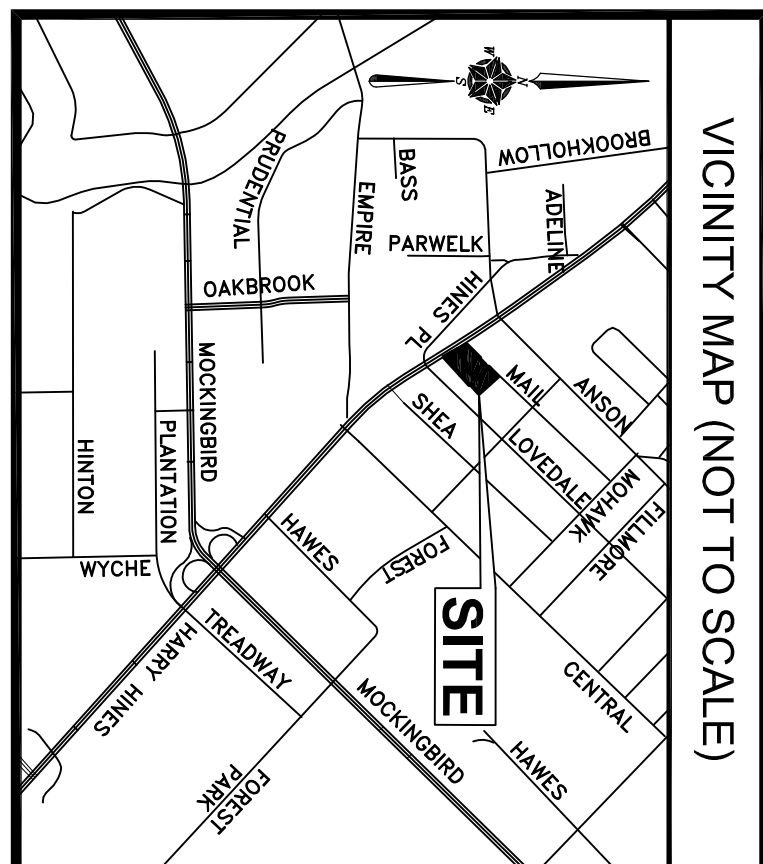 VICINITY MAP (NOT TO SCALE)
W
N
S
E
BROOKHOLLOW
PRUDENTIAL
BASS
EMPIRE
ADELINE
PARWELK
OAKBROOK
HINES PL
MOCKINGBIRD
MAIL
ANSON
SHEA
LOVEDALE
MOHAWK
FILLMORE
HINTON
PLANTATION
HAWES
FOREST
WYCHE
SITE
TREADWAY
HARRY HINES
CENTRAL
MOCKINGBIRD
HAWES
FOREST
PARK